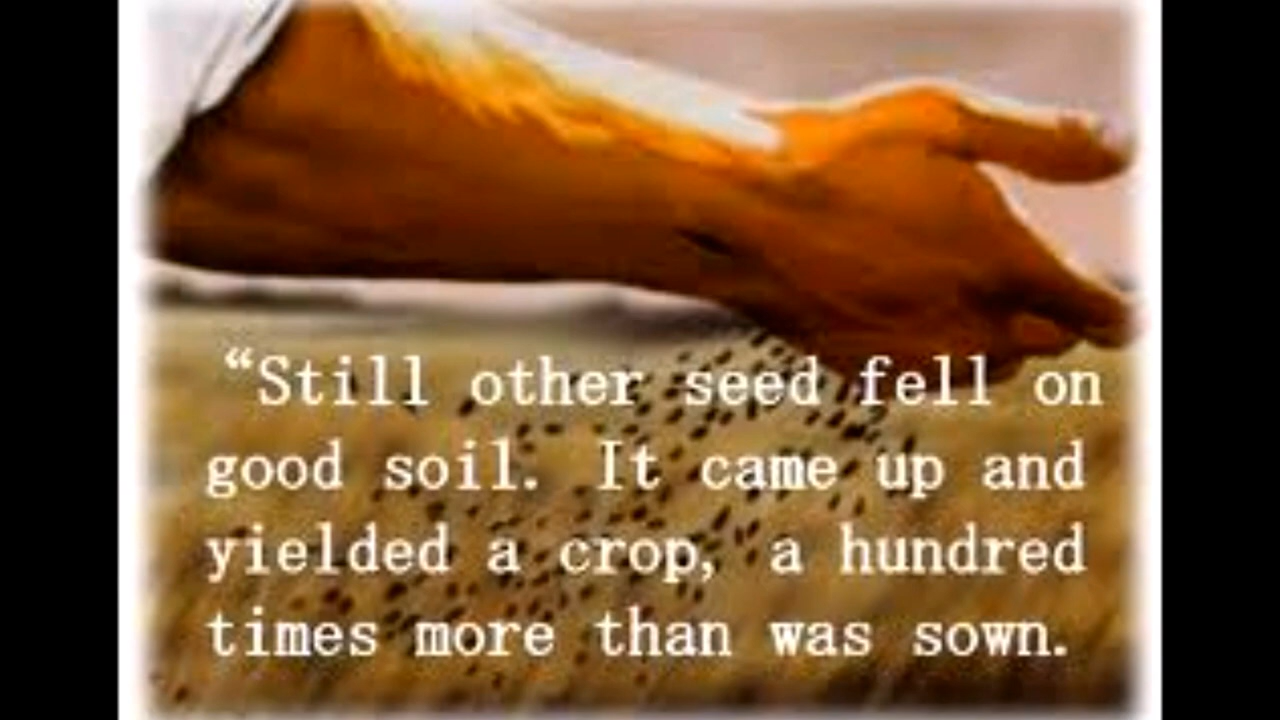 “Still other seed fell on
good soil. It came up and
yielded a crop, a hundred
times more than was sown.